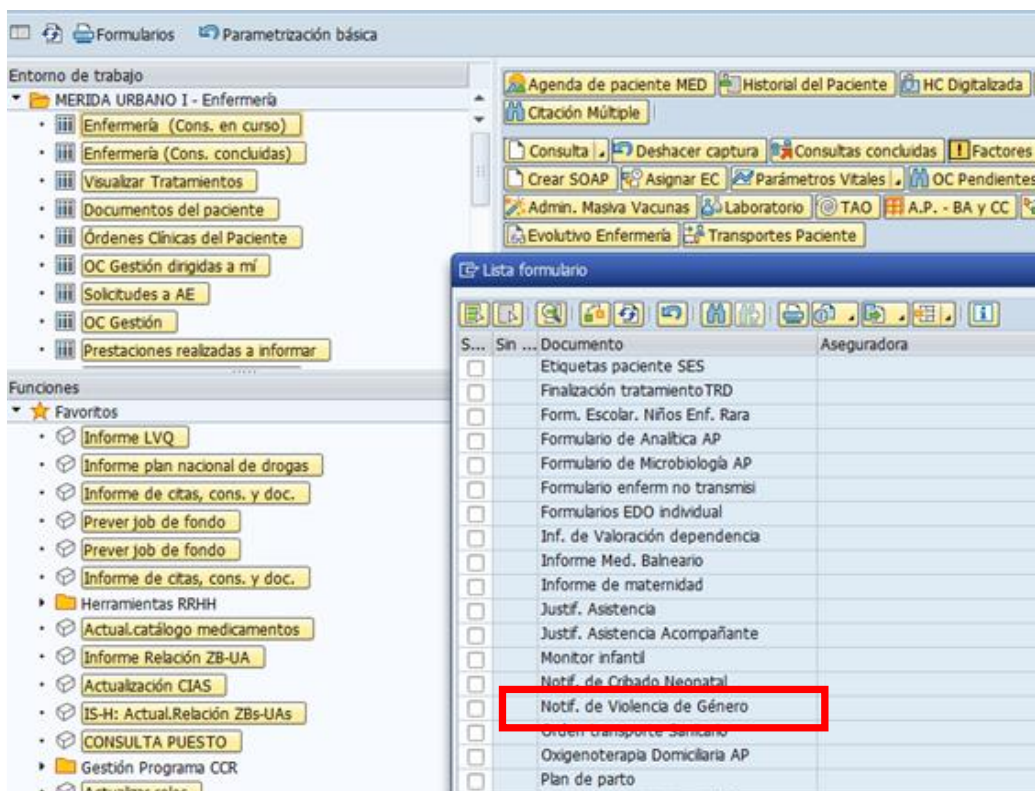 Formularios Parametrización básica
Entorno de trabajo
MERIDA URBANO I - Enfermería
Enfermería (Cons. en curso)
Enfermería (Cons. concluidas)
Visualizar Tratamientos
Documentos del paciente
Órdenes Clínicas del Paciente
OC Gestión dirigidas a mí
Solicitudes a AE
OC Gestión
Prestaciones realizadas a informar
Funciones
Favoritos
Informe LVQ
Informe plan nacional de drogas
Informe de citas, cons. y doc.
Prever job de fondo
Prever job de fondo
Informe de citas, cons. y doc.
Herramientas RRHH
Actual.catálogo medicamentos
Informe Relación ZB-UA
Actualización CIAS
IS-H: Actual.Relación ZBs-UAs
CONSULTA PUESTO
Gestión Programa CCR
Actualizar roles
Agenda de paciente MED Historial del Paciente HC Digitalizada
Citación Múltiple
Consulta Deshacer captura Consultas concluidas Factores
Crear SOAP Asignar EC Parámetros Vitales OC Pendientes
Admin. Masiva Vacunas Laboratorio TAO A.P. - BA y CC
Evolutivo Enfermería Transportes Paciente
Lista formulario
S... Sin ... Documento Aseguradora
Etiquetas paciente SES
Finalización tratamiento TRD
Form. Escolar. Niños Enf. Rara
Formulario de Analítica AP
Formulario de Microbiología AP
Formulario enferm no transmisi
Formularios EDO individual
Inf. de Valoración dependencia
Informe Med. Balneario
Informe de maternidad
Justif. Asistencia
Justif. Asistencia Acompañante
Monitor infantil
Notif. de Cribado Neonatal
Notif. de Violencia de Género
Orden transporte Sanitario
Oxigenoterapia Domiciliaria AP
Plan de parto